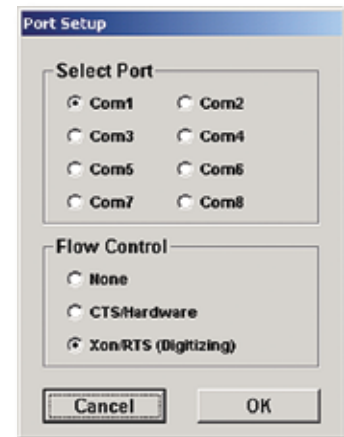 Port Setup
Select Port
Com1 Com2
Com3 Com4
Com5 Com6
Com7 Com8
Flow Control
None
CTS/Hardware
Xon/RTS (Digitizing)
Cancel OK